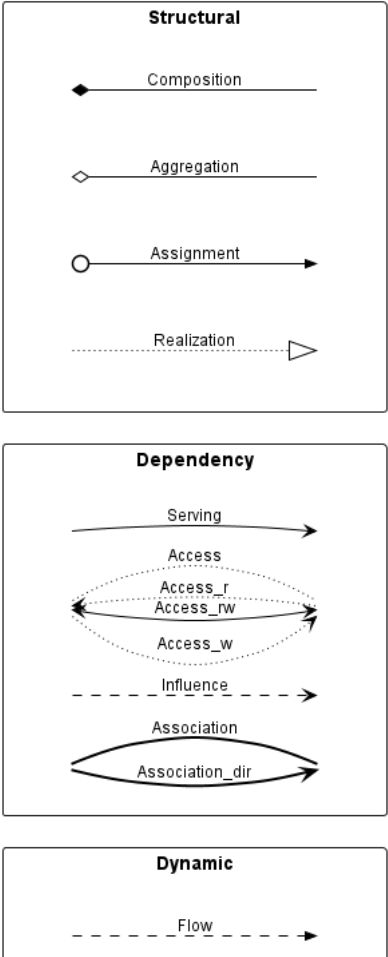 Structural
Composition
Aggregation
Assignment
Realization
Dependency
Serving
Access
Access_r
Access_rw
Access_w
Influence
Association
Association_dir
Dynamic
Flow